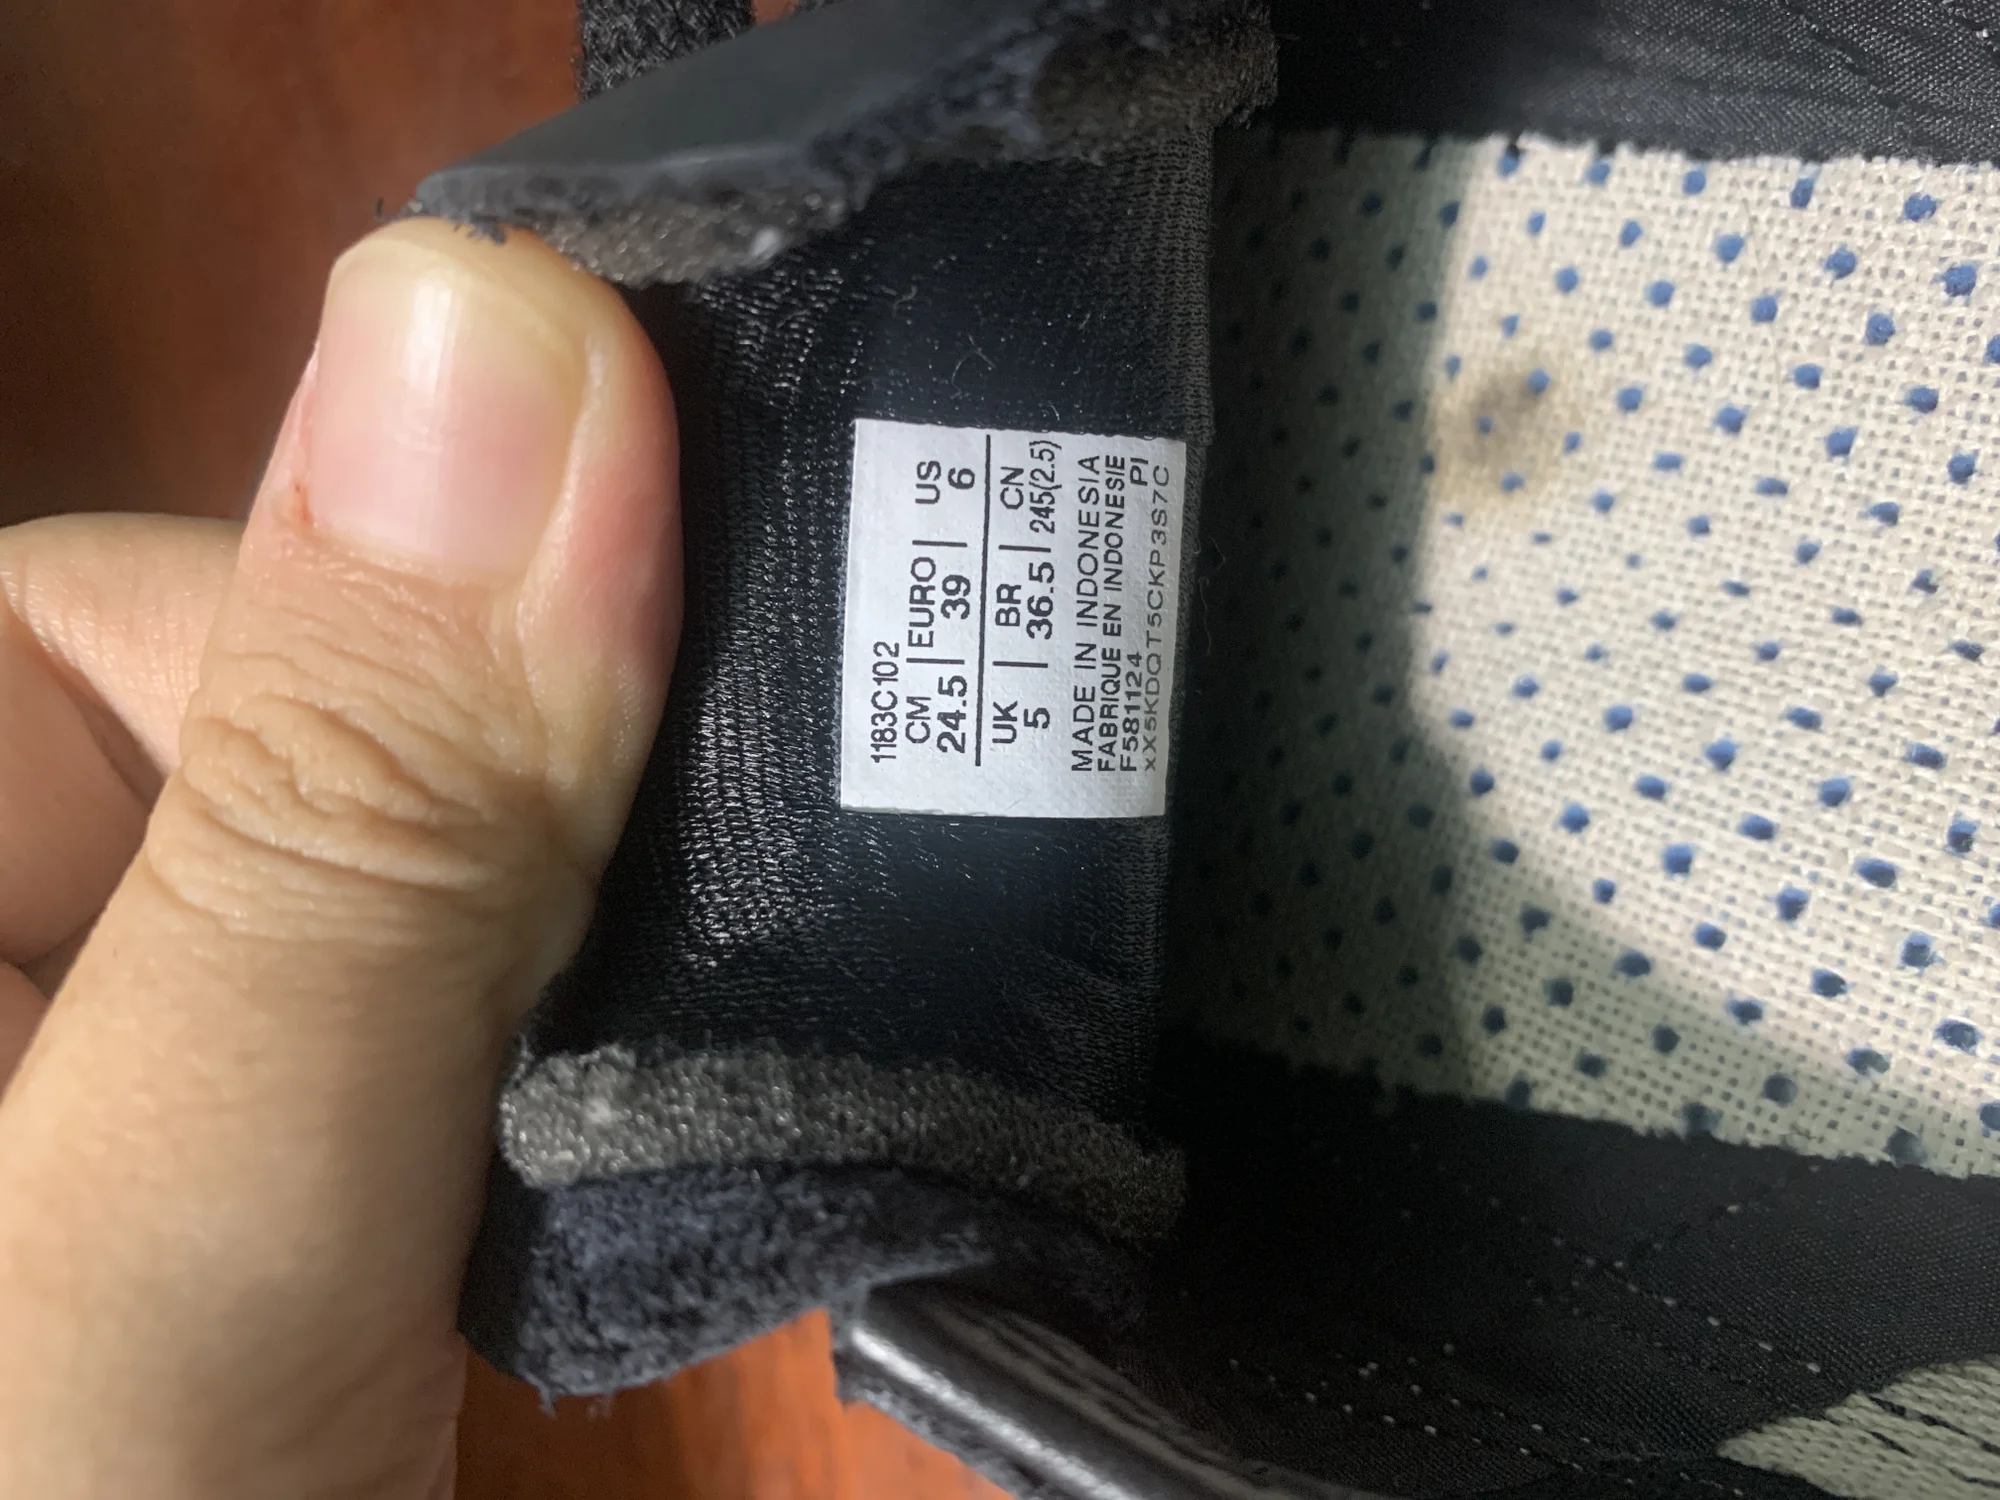 1183C102
CM | EURO | US
24.5 | 39 | 6
UK | BR | CN
5 | 36.5 | 245(2.5)
MADE IN INDONESIA
FABRIQUE EN INDONESIE
F581124 PI
XX5KDQT5CKP3S7C